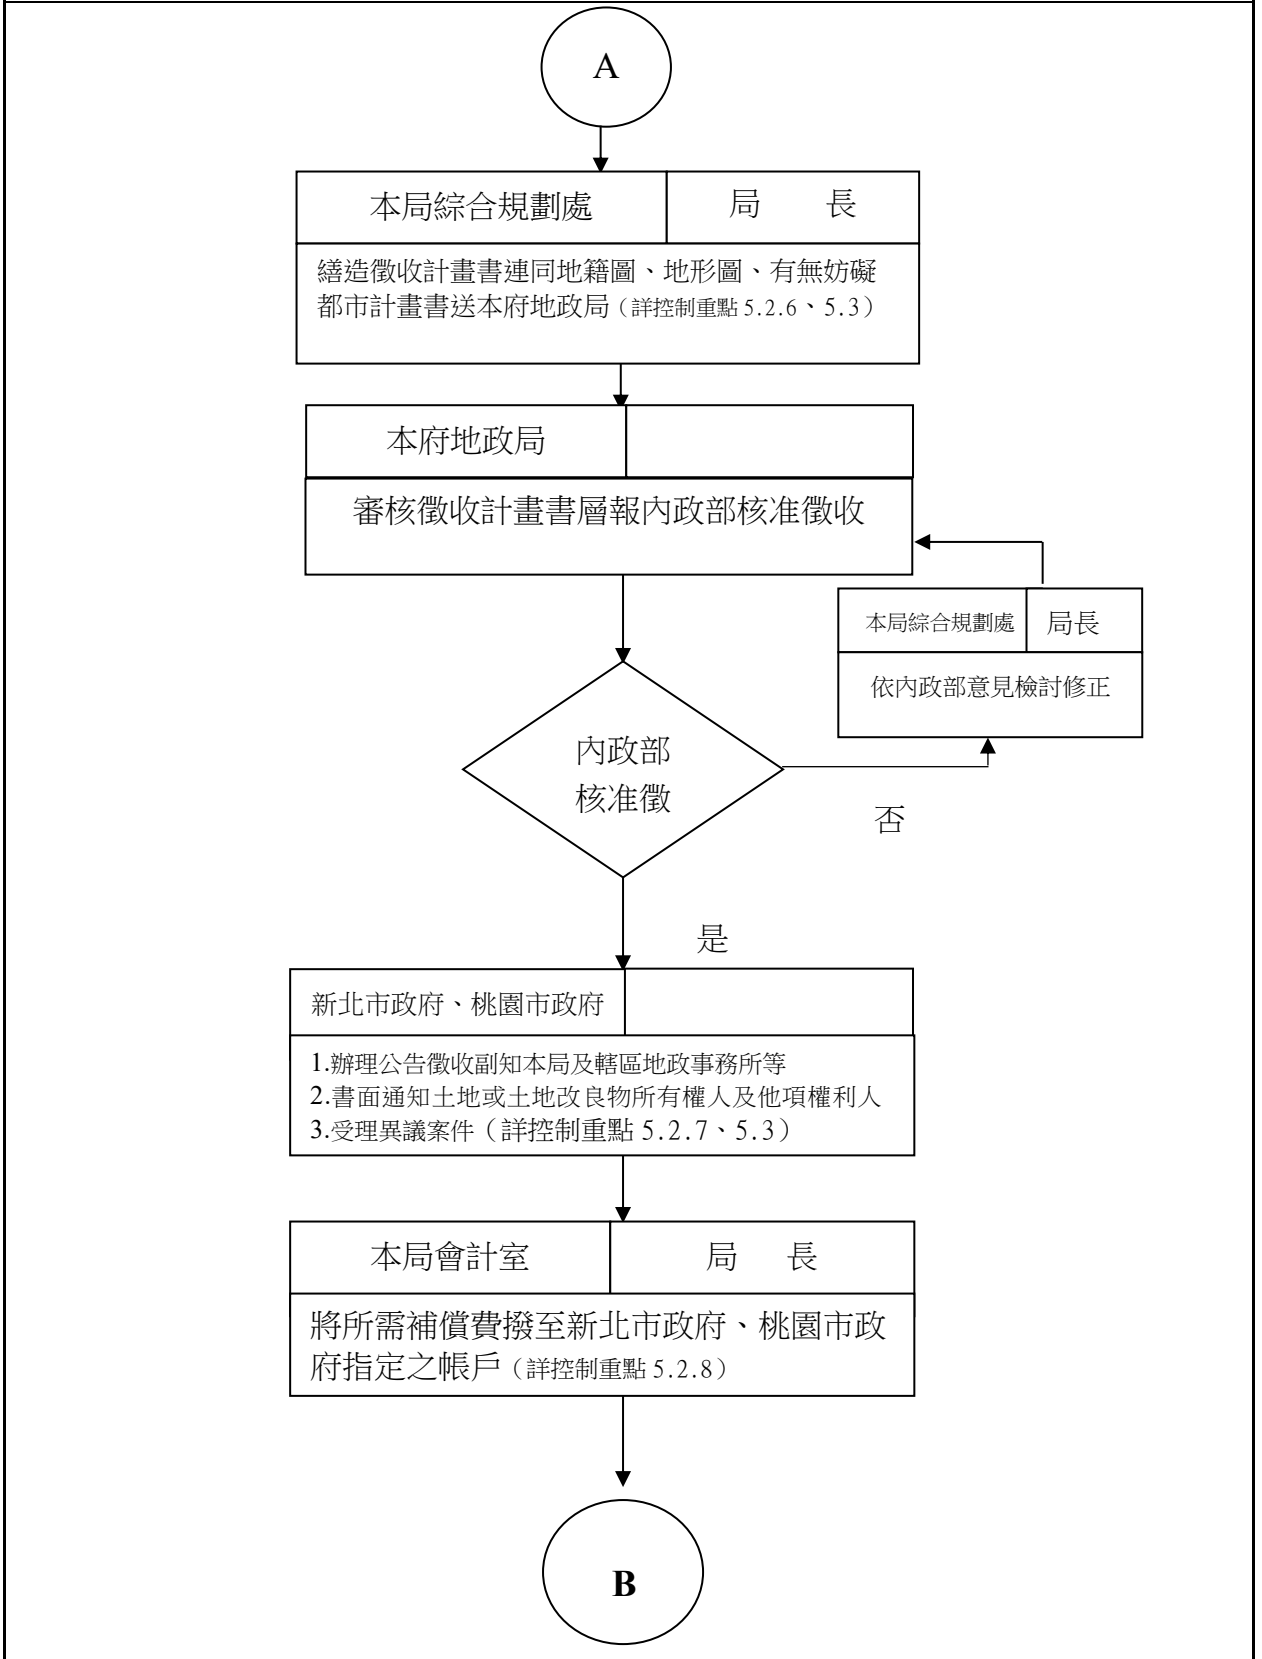 A
本局綜合規劃處
局 長
繕造徵收計畫書連同地籍圖、地形圖、有無妨礙
都市計畫書送本府地政局（詳控制重點 5.2.6、5.3）
本府地政局
審核徵收計畫書層報內政部核准徵收
本局綜合規劃處
局長
依內政部意見檢討修正
內政部
核准徵
否
是
新北市政府、桃園市政府
1.辦理公告徵收副知本局及轄區地政事務所等
2.書面通知土地或土地改良物所有權人及他項權利人
3.受理異議案件（詳控制重點 5.2.7、5.3）
本局會計室
局 長
將所需補償費撥至新北市政府、桃園市政
府指定之帳戶（詳控制重點 5.2.8）
B